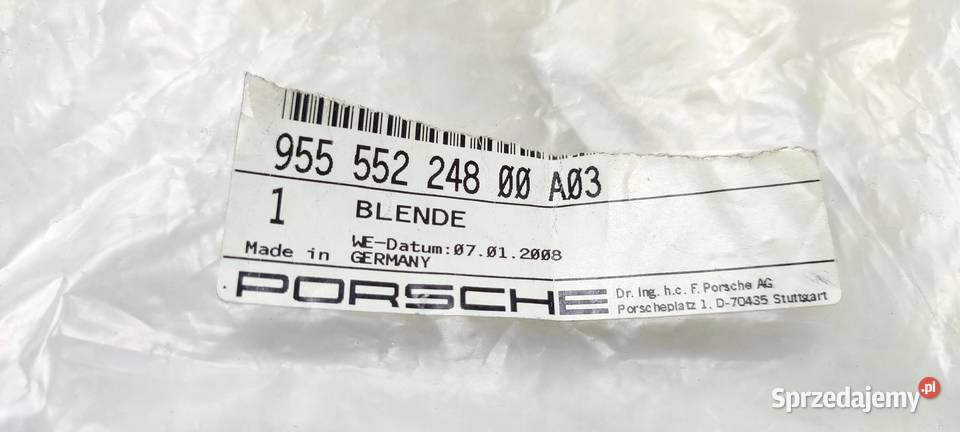 955 552 248 00 A03
1 BLENDE
WE-Datum:07.01.2008
Made in GERMANY
PORSCHE
Dr. Ing. h.c. F. Porsche AG
Porscheplatz 1, D-70435 Stuttgart
Sprzedajemy.pl